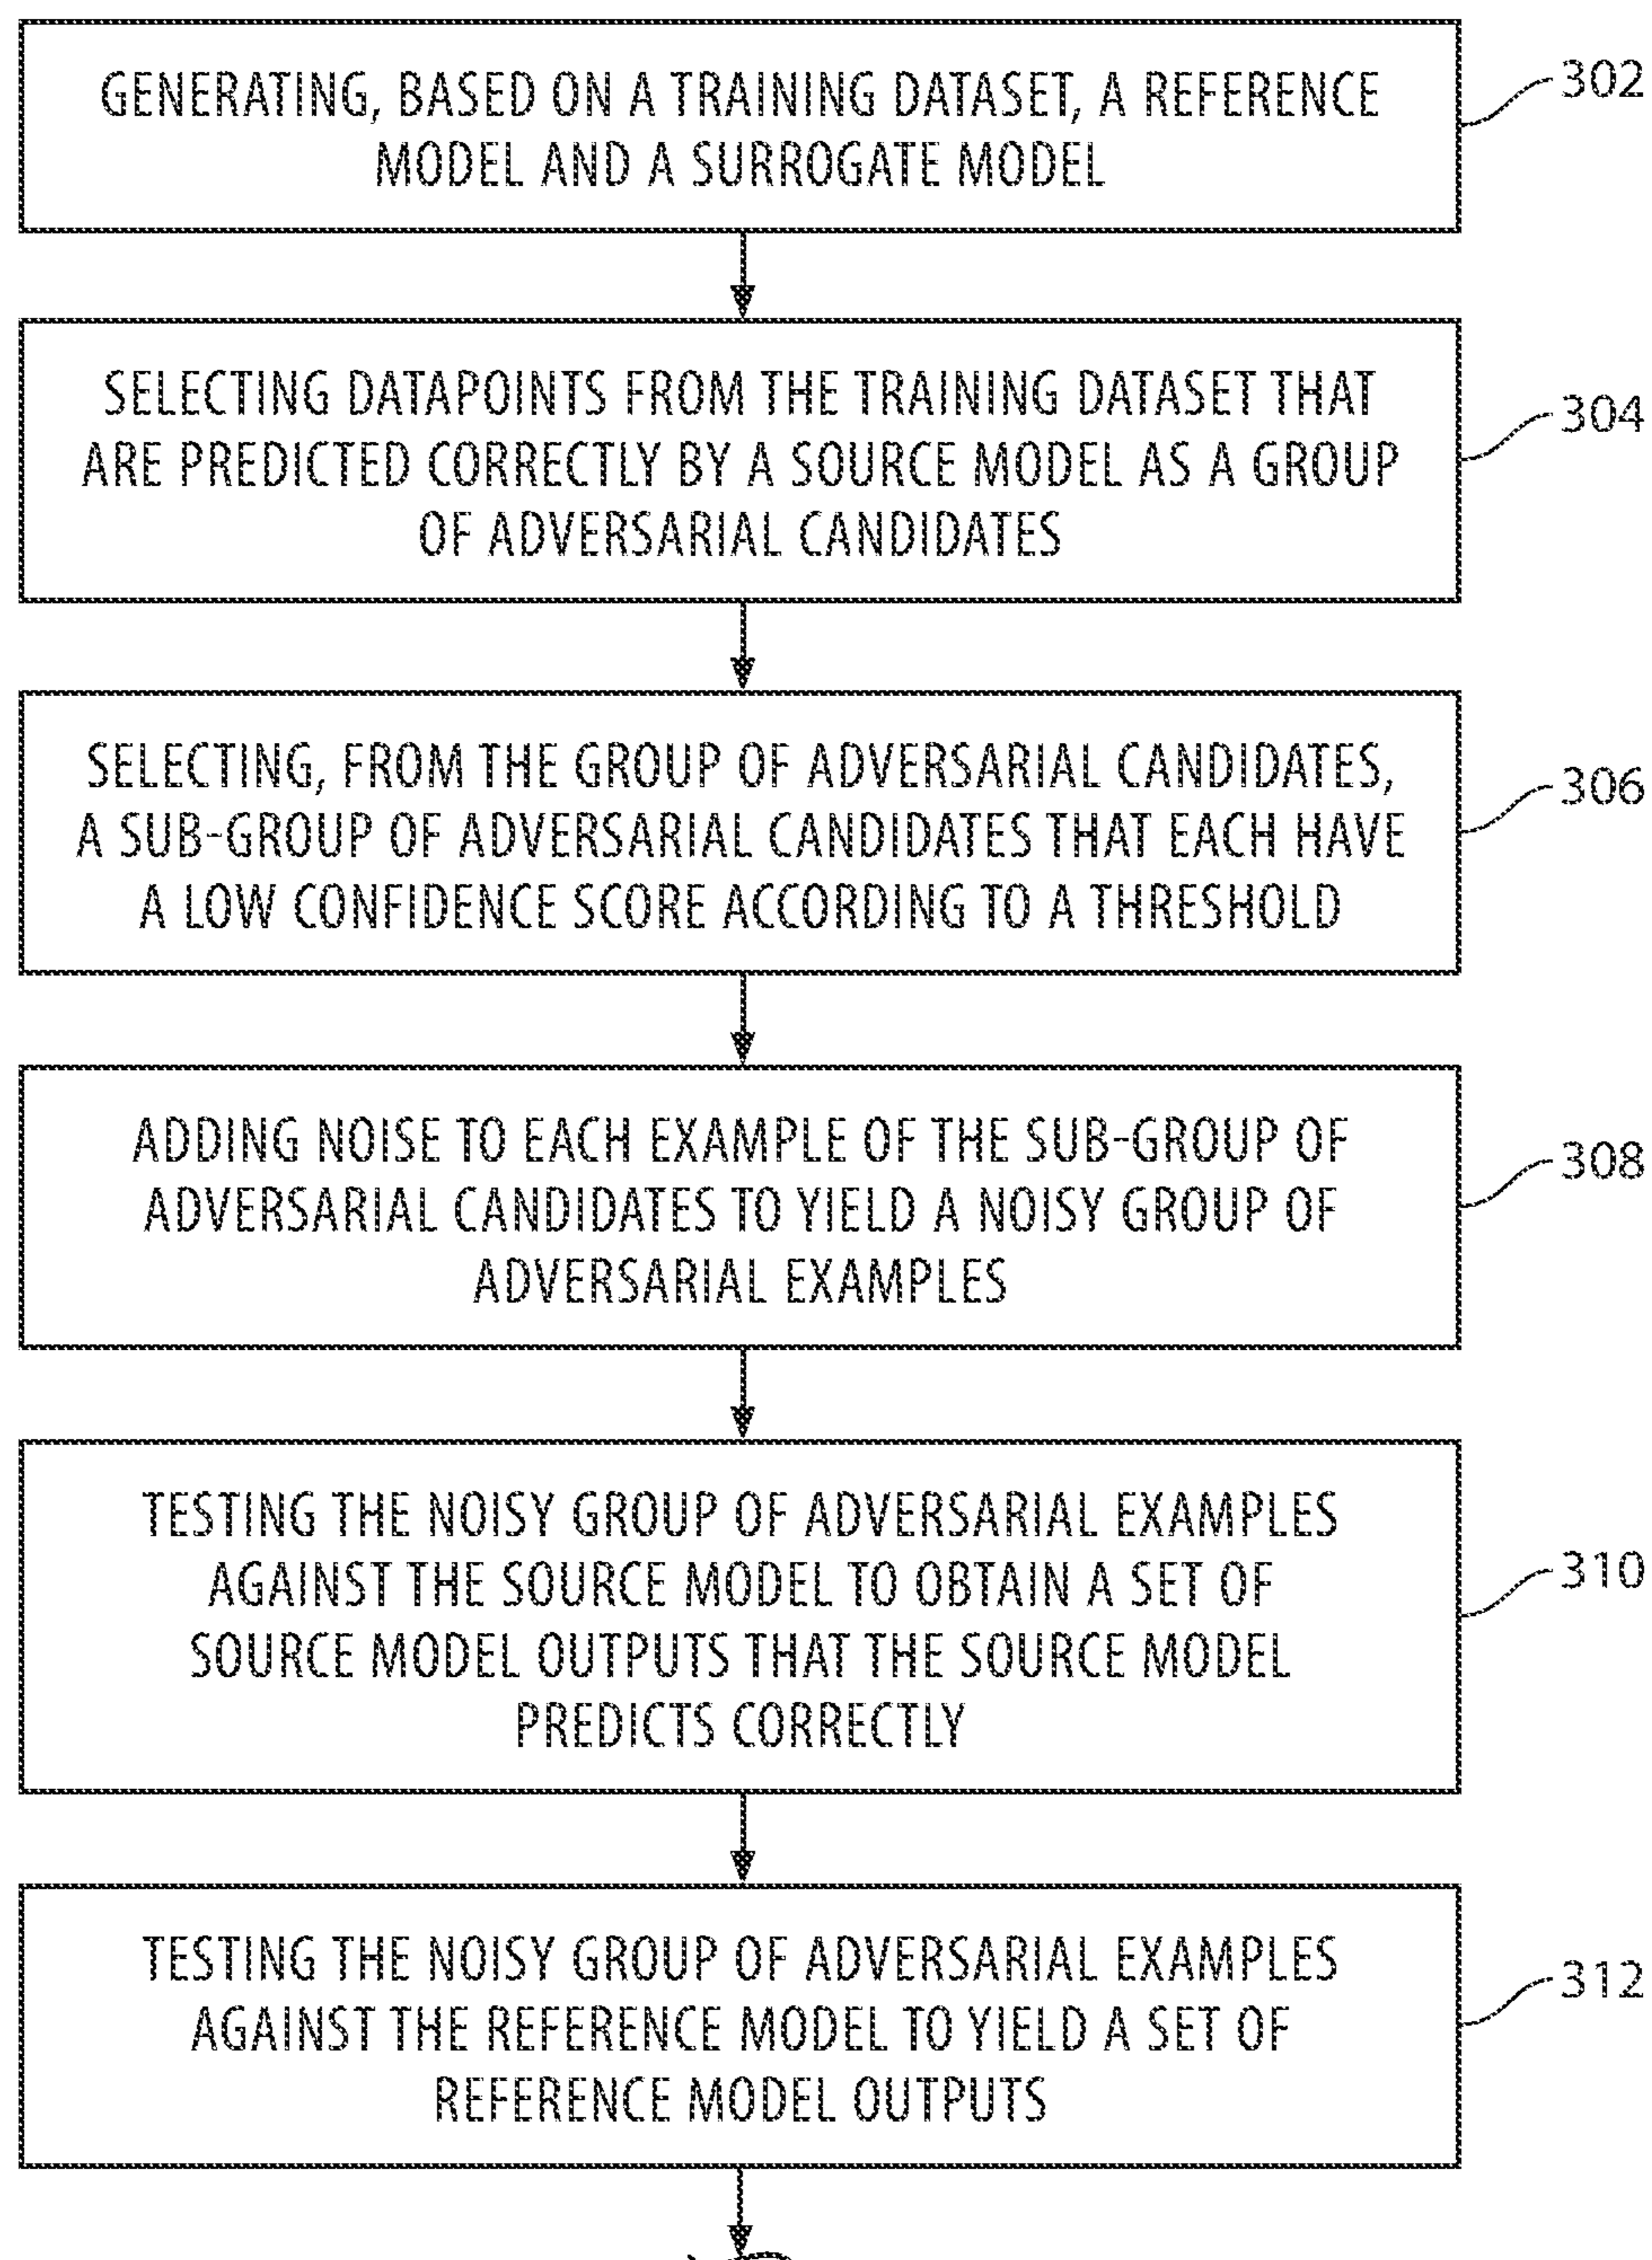 GENERATING, BASED ON A TRAINING DATASET, A REFERENCE
MODEL AND A SURROGATE MODEL
302
SELECTING DATAPOINTS FROM THE TRAINING DATASET THAT
ARE PREDICTED CORRECTLY BY A SOURCE MODEL AS A GROUP
OF ADVERSARIAL CANDIDATES
304
SELECTING, FROM THE GROUP OF ADVERSARIAL CANDIDATES,
A SUB-GROUP OF ADVERSARIAL CANDIDATES THAT EACH HAVE
A LOW CONFIDENCE SCORE ACCORDING TO A THRESHOLD
306
ADDING NOISE TO EACH EXAMPLE OF THE SUB-GROUP OF
ADVERSARIAL CANDIDATES TO YIELD A NOISY GROUP OF
ADVERSARIAL EXAMPLES
308
TESTING THE NOISY GROUP OF ADVERSARIAL EXAMPLES
AGAINST THE SOURCE MODEL TO OBTAIN A SET OF
SOURCE MODEL OUTPUTS THAT THE SOURCE MODEL
PREDICTS CORRECTLY
310
TESTING THE NOISY GROUP OF ADVERSARIAL EXAMPLES
AGAINST THE REFERENCE MODEL TO YIELD A SET OF
REFERENCE MODEL OUTPUTS
312